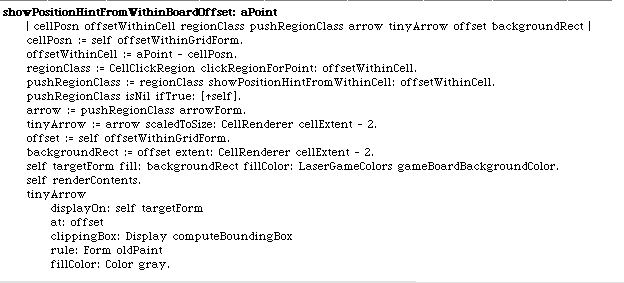 showPositionHintFromWithinBoardOffset: aPoint
| cellPosn offsetWithinCell regionClass pushRegionClass arrow tinyArrow offset backgroundRect |
cellPosn := self offsetWithinGridForm.
offsetWithinCell := aPoint - cellPosn.
regionClass := CellClickRegion clickRegionForPoint: offsetWithinCell.
pushRegionClass := regionClass showPositionHintFromWithinCell: offsetWithinCell.
pushRegionClass isNil ifTrue: [↑self].
arrow := pushRegionClass arrowForm.
tinyArrow := arrow scaledToSize: CellRenderer cellExtent - 2.
offset := self offsetWithinGridForm.
backgroundRect := offset extent: CellRenderer cellExtent - 2.
self targetForm fill: backgroundRect fillColor: LaserGameColors gameBoardBackgroundColor.
self renderContents.
tinyArrow
displayOn: self targetForm
at: offset
clippingBox: Display computeBoundingBox
rule: Form oldPaint
fillColor: Color gray.